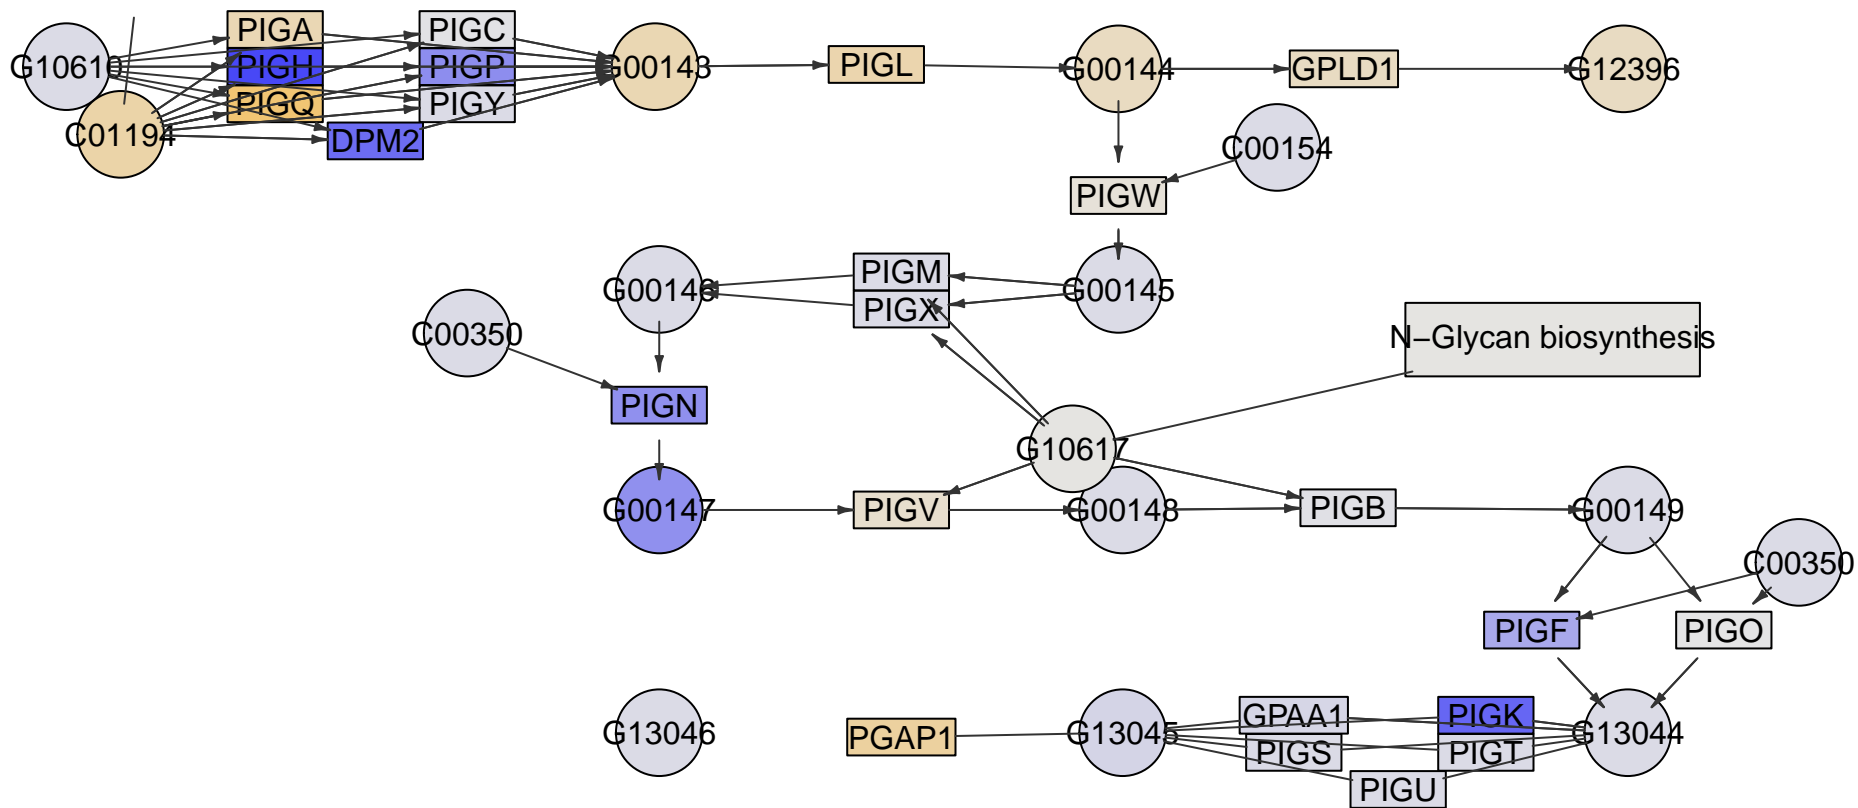 PIGA
PIGC
G10610
PIGH
PIGP
G00143
PIGL
G00144
GPLD1
G12396
PIGQ
PIGY
C01194
DPM2
C00154
PIGW
PIGM
G00146
G00145
PIGX
C00350
N–Glycan biosynthesis
PIGN
G10617
G00147
PIGV
G00148
PIGB
G00149
C00350
PIGF
PIGO
GPAA1
PIGK
G13046
PGAP1
G13045
G13044
PIGS
PIGT
PIGU